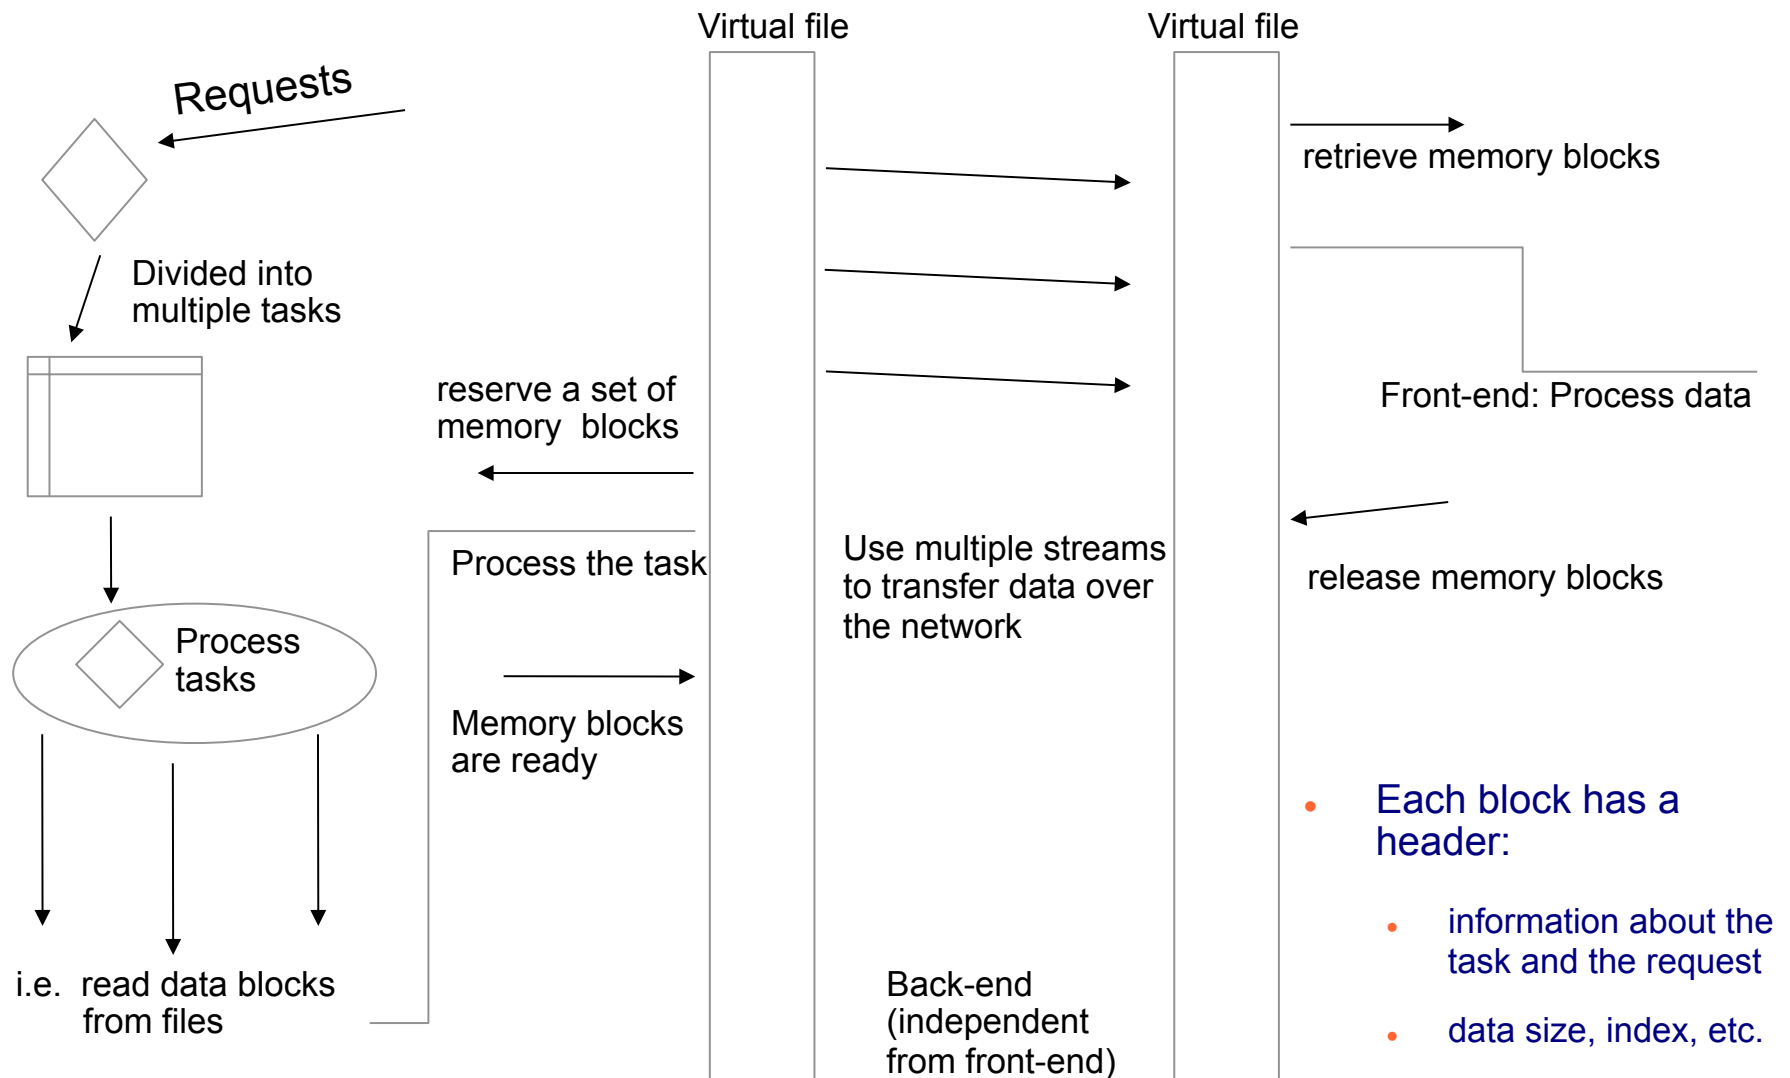 Virtual file
Virtual file
Requests
retrieve memory blocks
Divided into
multiple tasks
reserve a set of
memory  blocks
Front-end: Process data
Process the task
Use multiple streams
to transfer data over
the network
release memory blocks
Process
tasks
Memory blocks
are ready
• Each block has a
header:
• information about the
task and the request
• data size, index, etc.
i.e.  read data blocks
from files
Back-end
(independent
from front-end)